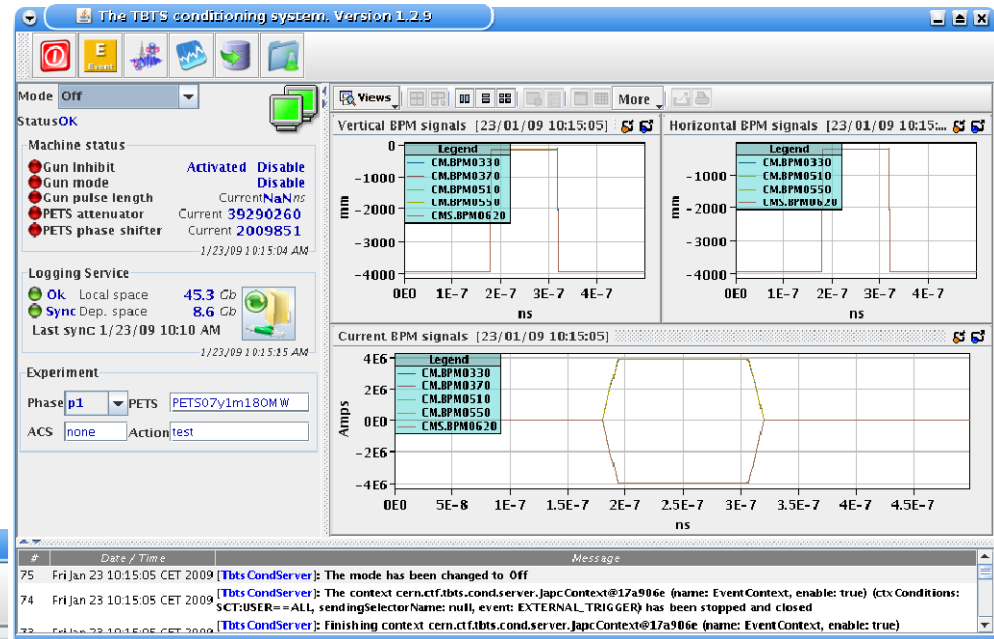 The TBTS conditioning system. Version 1.2.9
E
Event
Mode Off
Status OK
Views More
Machine status
Gun Inhibit Activated Disable
Gun mode Disable
Gun pulse length Current NaN ns
PETS attenuator Current 39290260
PETS phase shifter Current 2009851
1/23/09 10:15:04 AM
Logging Service
Ok Local space 45.3 Gb
Sync Dep. space 8.6 Gb
Last sync: 1/23/09 10:10 AM
1/23/09 10:15:15 AM
Experiment
Phase p1 PETS PETS07y1m180MW
ACS none Action test
Vertical BPM signals [23/01/09 10:15:05]
Legend
CM.BPM0330
CM.BPM0370
CM.BPM0510
CM.BPM0550
CMS.BPM0620
mm
0
-1000
-2000
-3000
-4000
0E0 1E-7 2E-7 3E-7 4E-7
ns
Horizontal BPM signals [23/01/09 10:15:...
Legend
CM.BPM0330
CM.BPM0510
CM.BPM0550
CMS.BPM0620
mm
-1000
-2000
-3000
-4000
0E0 1E-7 2E-7 3E-7 4E-7
ns
Current BPM signals [23/01/09 10:15:05]
Legend
CM.BPM0330
CM.BPM0370
CM.BPM0510
CM.BPM0550
CMS.BPM0620
Amps
4E6
2E6
0E0
-2E6
-4E6
0E0 5E-8 1E-7 1.5E-7 2E-7 2.5E-7 3E-7 3.5E-7 4E-7 4.5E-7
ns
# Date / Time Message
75 Fri Jan 23 10:15:05 CET 2009 [TbtsCondServer]: The mode has been changed to Off
74 Fri Jan 23 10:15:05 CET 2009 [TbtsCondServer]: The context cern.ctf.tbts.cond.server.JapcContext@17a906e (name: EventContext, enable: true) (ctxConditions:
SCT:USER==ALL, sendingSelectorName: null, event: EXTERNAL_TRIGGER) has been stopped and closed
73 Fri Jan 23 10:15:05 CET 2009 [TbtsCondServer]: Finishing context cern.ctf.tbts.cond.server.JapcContext@17a906e (name: EventContext, enable: true)